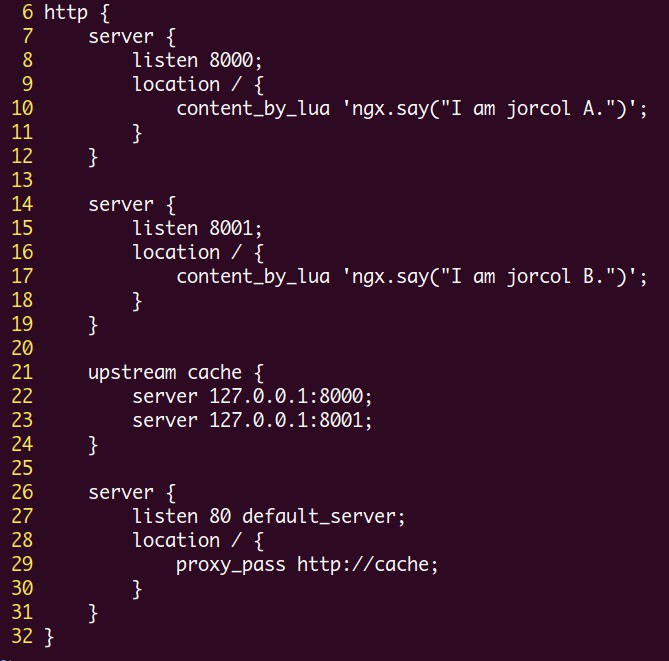 6 http {
7     server {
8         listen 8000;
9         location / {
10             content_by_lua 'ngx.say("I am jorcol A.")';
11         }
12     }
13
14     server {
15         listen 8001;
16         location / {
17             content_by_lua 'ngx.say("I am jorcol B.")';
18         }
19     }
20
21     upstream cache {
22         server 127.0.0.1:8000;
23         server 127.0.0.1:8001;
24     }
25
26     server {
27         listen 80 default_server;
28         location / {
29             proxy_pass http://cache;
30         }
31     }
32 }